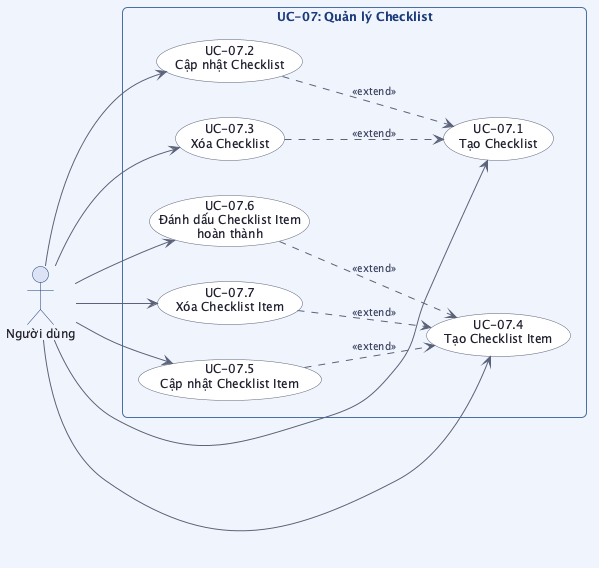 UC-07: Quản lý Checklist
UC-07.2
Cập nhật Checklist
«extend»
UC-07.3
Xóa Checklist
«extend»
UC-07.1
Tạo Checklist
UC-07.6
Đánh dấu Checklist Item
hoàn thành
«extend»
UC-07.7
Xóa Checklist Item
«extend»
UC-07.4
Tạo Checklist Item
Người dùng
«extend»
UC-07.5
Cập nhật Checklist Item